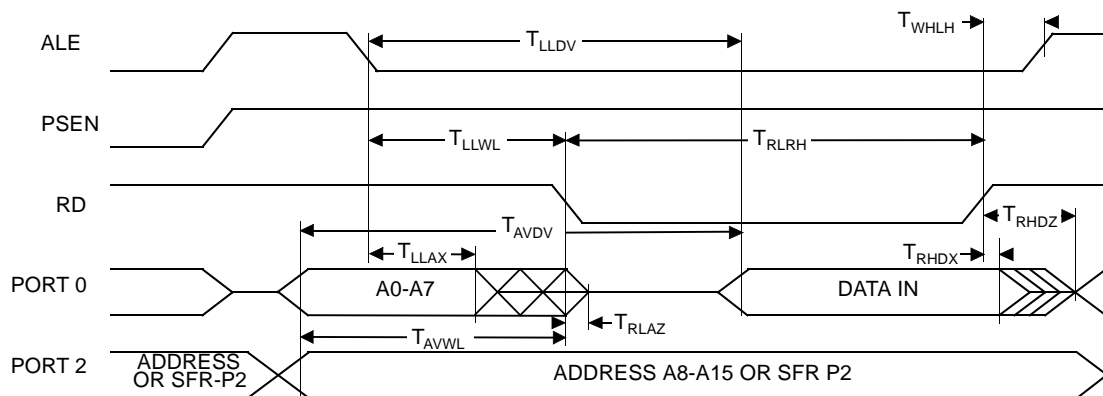 ALE
T_LLDV
T_WHLH
PSEN
T_LLWL
T_RLRH
RD
T_AVDV
T_RHDZ
T_LLAX
T_RHDX
PORT 0
A0-A7
DATA IN
T_RLAZ
T_AVWL
PORT 2
ADDRESS
OR SFR-P2
ADDRESS A8-A15 OR SFR P2